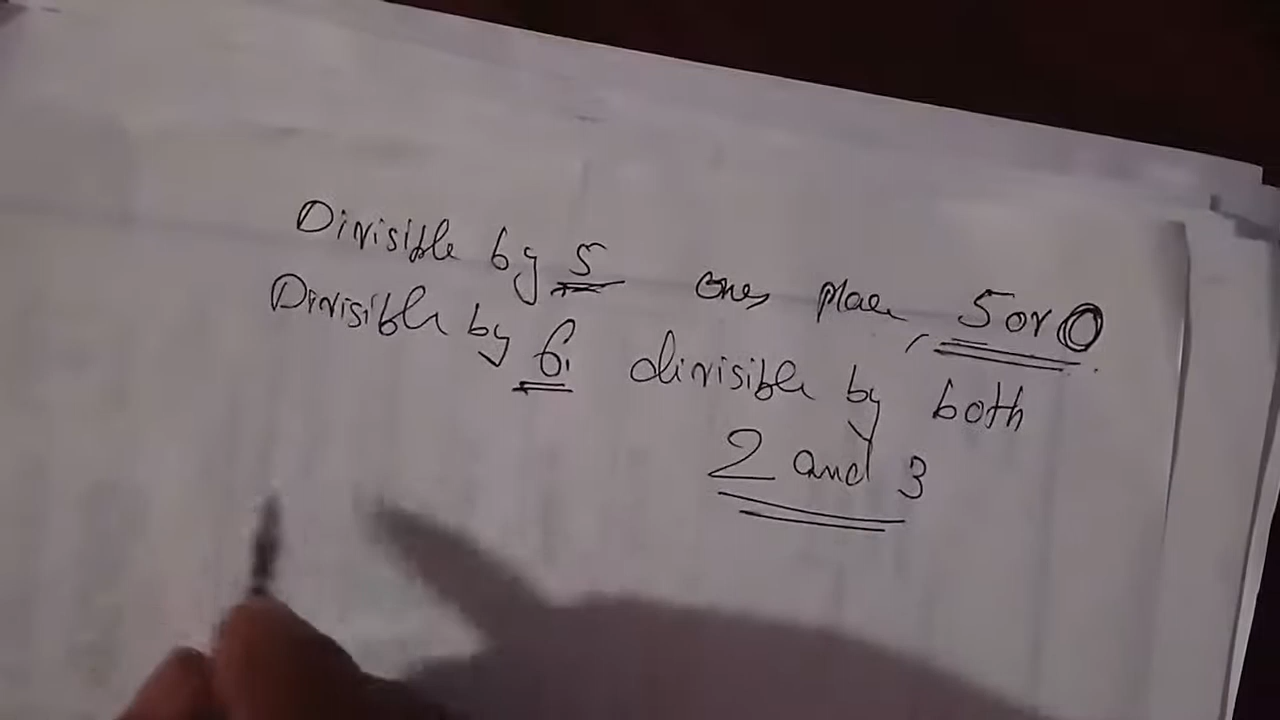 Divisible by 5 ones place, 5 or 0
Divisible by 6. divisible by both
2 and 3